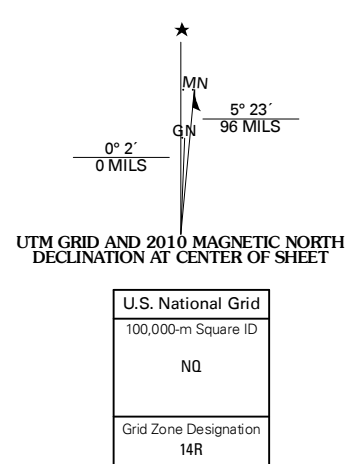 MN
5° 23´
96 MILS
GN
0° 2´
0 MILS
UTM GRID AND 2010 MAGNETIC NORTH
DECLINATION AT CENTER OF SHEET
U.S. National Grid
100,000-m Square ID
NQ
Grid Zone Designation
14R